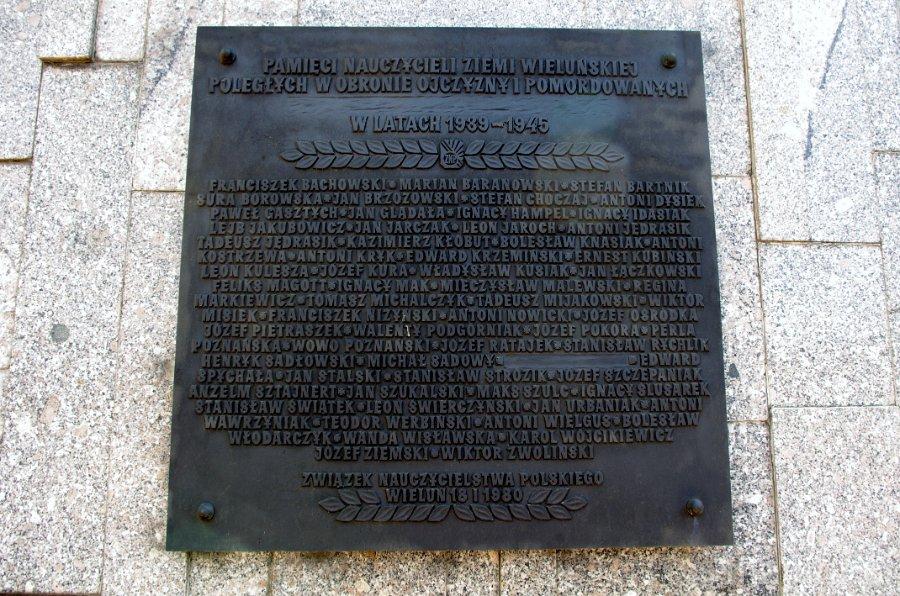 PAMIĘCI NAUCZYCIELI ZIEMI WIELUŃSKIEJ
POLEGŁYCH W OBRONIE OJCZYZNY I POMORDOWANYCH
W LATACH 1939-1945
ZNP
FRANCISZEK BACHOWSKI • MARIAN BARANOWSKI • STEFAN BARTNIK
SURA BOROWSKA • JAN BRZOZOWSKI • STEFAN CHOCZAJ • ANTONI DYSIEK
PAWEŁ GASZTYCH • JAN GLĄDAŁA • IGNACY HAMPEL • IGNACY IDASIAK
LEJB JAKUBOWICZ • JAN JARCZAK • LEON JAROCH • ANTONI JĘDRASIK
TADEUSZ JĘDRASIK • KAZIMIERZ KŁOBUT • BOLESŁAW KNASIAK • ANTONI
KOSTRZEWA • ANTONI KRYK • EDWARD KRZEMIŃSKI • ERNEST KUBIŃSKI
LEON KULESZA • JÓZEF KURA • WŁADYSŁAW KUSIAK • JAN ŁĄCZKOWSKI
FELIKS MAGOTT • IGNACY MAK • MIECZYSŁAW MALEWSKI • REGINA
MARKIEWICZ • TOMASZ MICHALCZYK • TADEUSZ MIJAKOWSKI • WIKTOR
MISIEK • FRANCISZEK NIŻYŃSKI • ANTONI NOWICKI • JÓZEF OŚRÓDKA
JÓZEF PIETRASZEK • WALENTY PODGÓRNIAK • JÓZEF POKORA • PERLA
POZNAŃSKA • WOWO POZNAŃSKI • JÓZEF RATAJEK • STANISŁAW RYCHLIK
HENRYK SADŁOWSKI • MICHAŁ SADOWY • EDWARD
SPYCHAŁA • JAN STALSKI • STANISŁAW STROZIK • JÓZEF SZCZEPANIAK
ANZELM SZTAJNERT • JAN SZUKALSKI • MAKS SZULC • IGNACY ŚLUSAREK
STANISŁAW ŚWIĄTEK • LEON ŚWIERCZYŃSKI • JAN URBANIAK • ANTONI
WAWRZYNIAK • TEODOR WERBIŃSKI • ANTONI WIELGUS • BOLESŁAW
WŁODARCZYK • WANDA WISŁAWSKA • KAROL WÓJCIKIEWICZ
JÓZEF ZIEMSKI • WIKTOR ZWOLIŃSKI
ZWIĄZEK NAUCZYCIELSTWA POLSKIEGO
WIELUŃ 18 I 1980